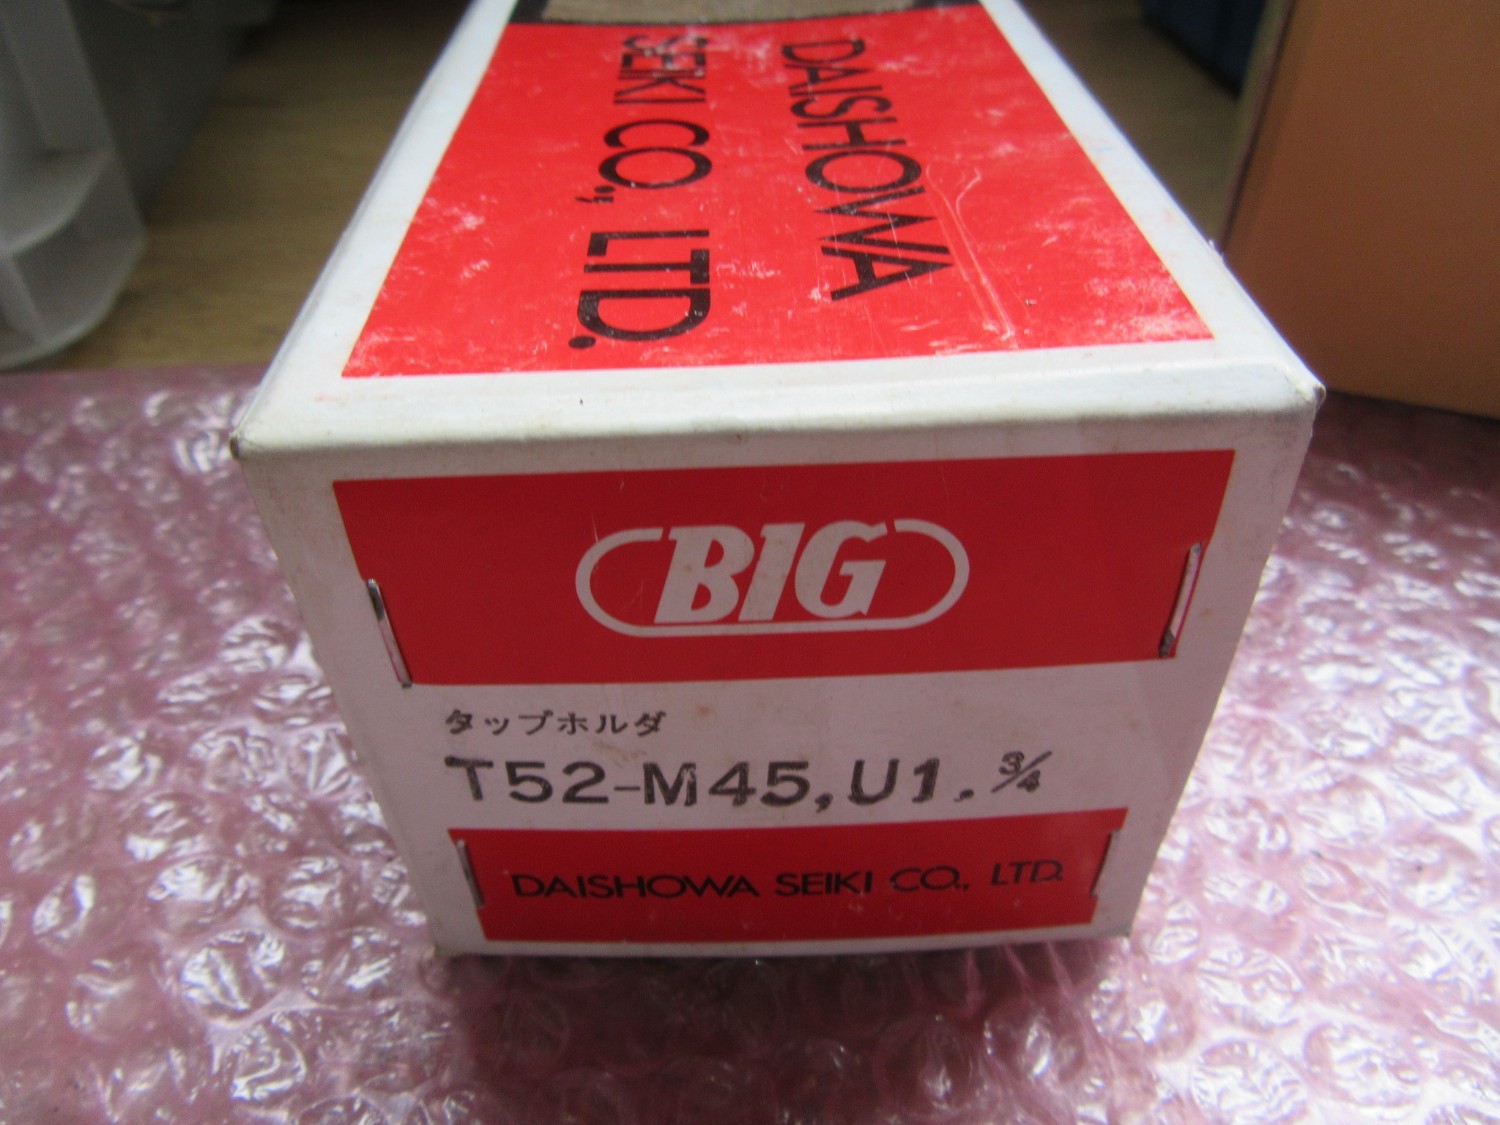 DAISHOWA
SEIKI CO., LTD.
BIG
タップホルダ
T52-M45, U1. 3/4
DAISHOWA SEIKI CO., LTD.